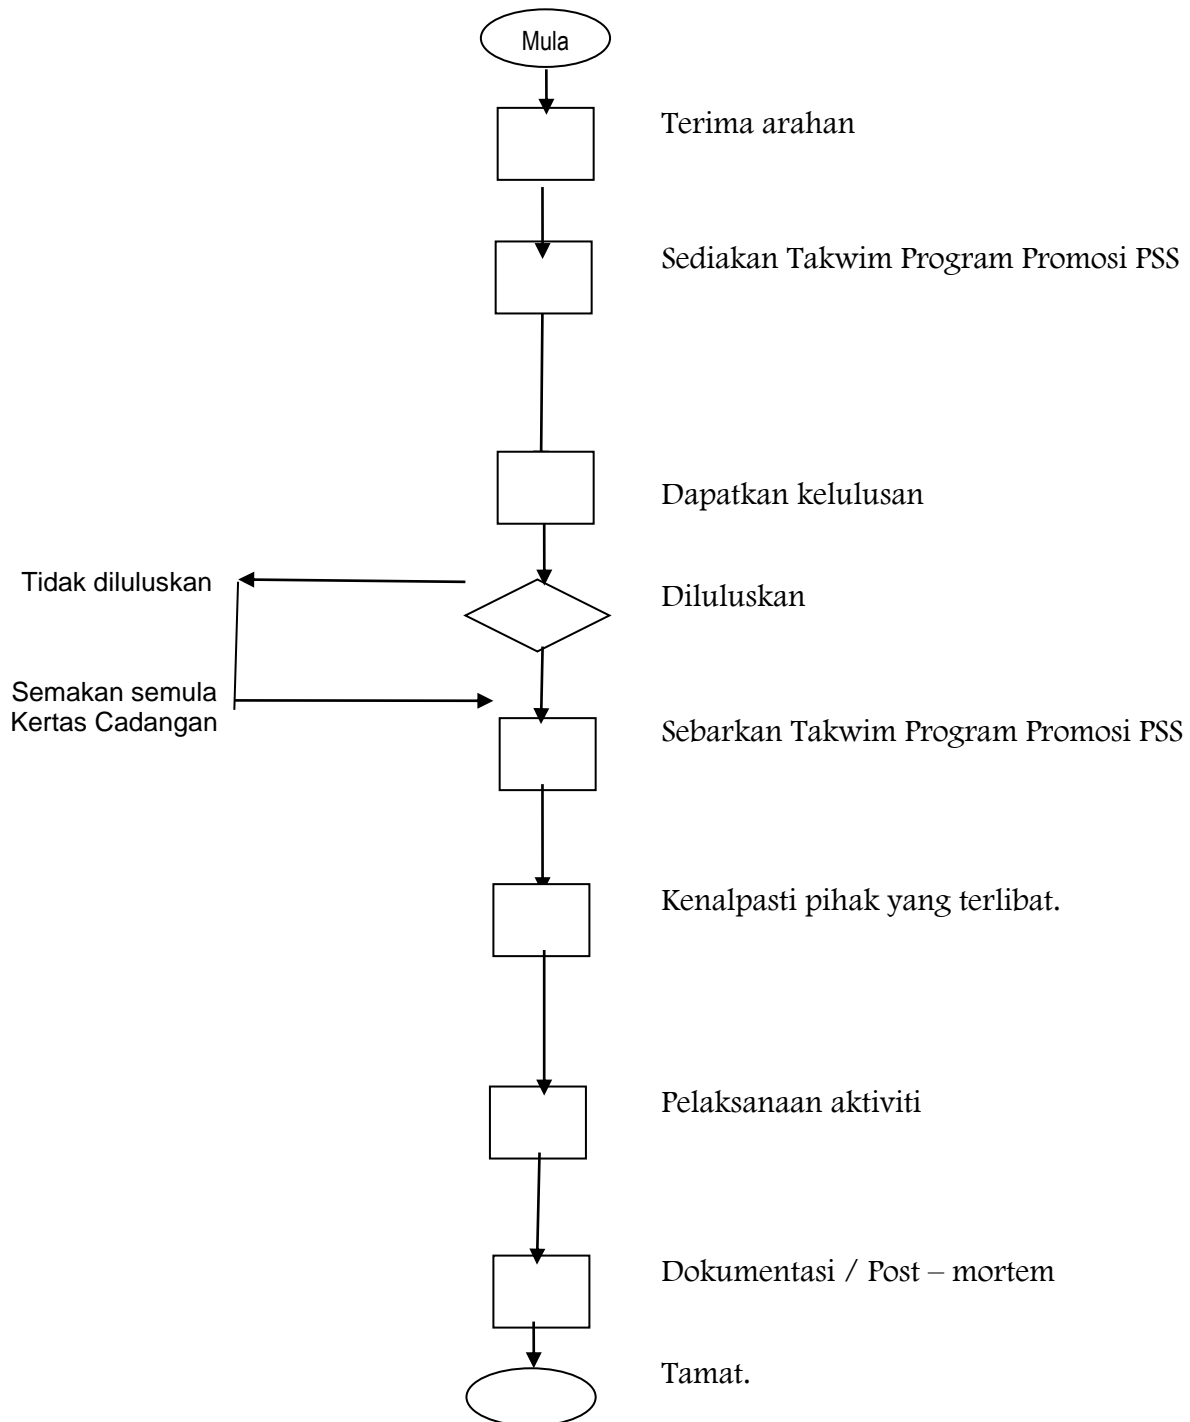 Mula
Terima arahan
Sediakan Takwim Program Promosi PSS
Dapatkan kelulusan
Tidak diluluskan
Diluluskan
Semakan semula
Kertas Cadangan
Sebarkan Takwim Program Promosi PSS
Kenalpasti pihak yang terlibat.
Pelaksanaan aktiviti
Dokumentasi / Post – mortem
Tamat.